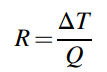 R = ΔT / Q